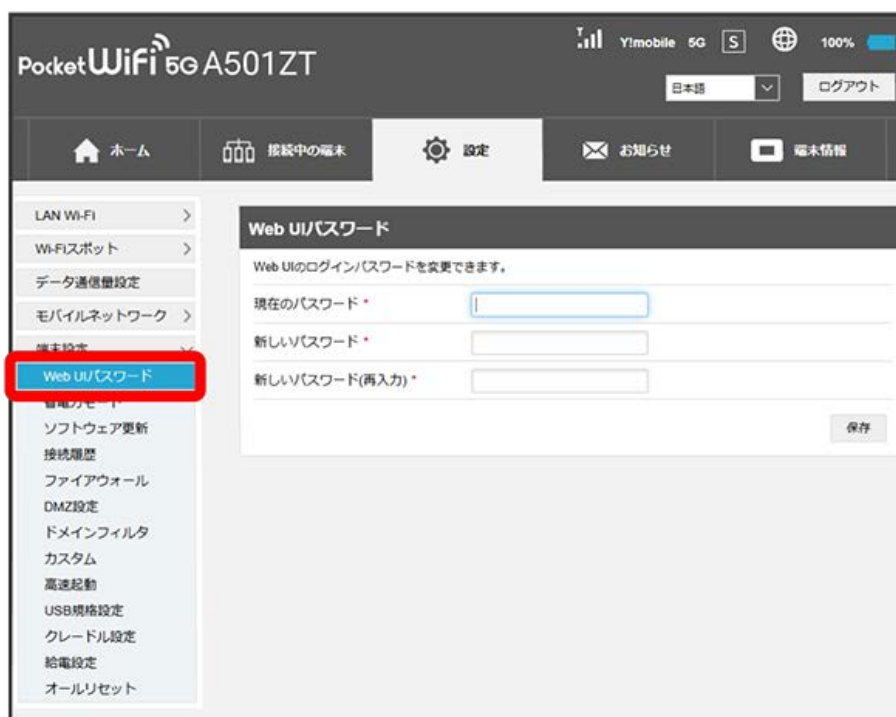 Pocket WiFi 5G A501ZT
Y!mobile 5G S 100%
日本語
ログアウト
ホーム
接続中の端末
設定
お知らせ
端末情報
LAN Wi-Fi
Wi-Fiスポット
データ通信量設定
モバイルネットワーク
端末設定
Web UIパスワード
省電力モード
ソフトウェア更新
接続履歴
ファイアウォール
DMZ設定
ドメインフィルタ
カスタム
高速起動
USB規格設定
クレードル設定
給電設定
オールリセット
Web UIパスワード
Web UIのログインパスワードを変更できます。
現在のパスワード *
新しいパスワード *
新しいパスワード(再入力) *
保存